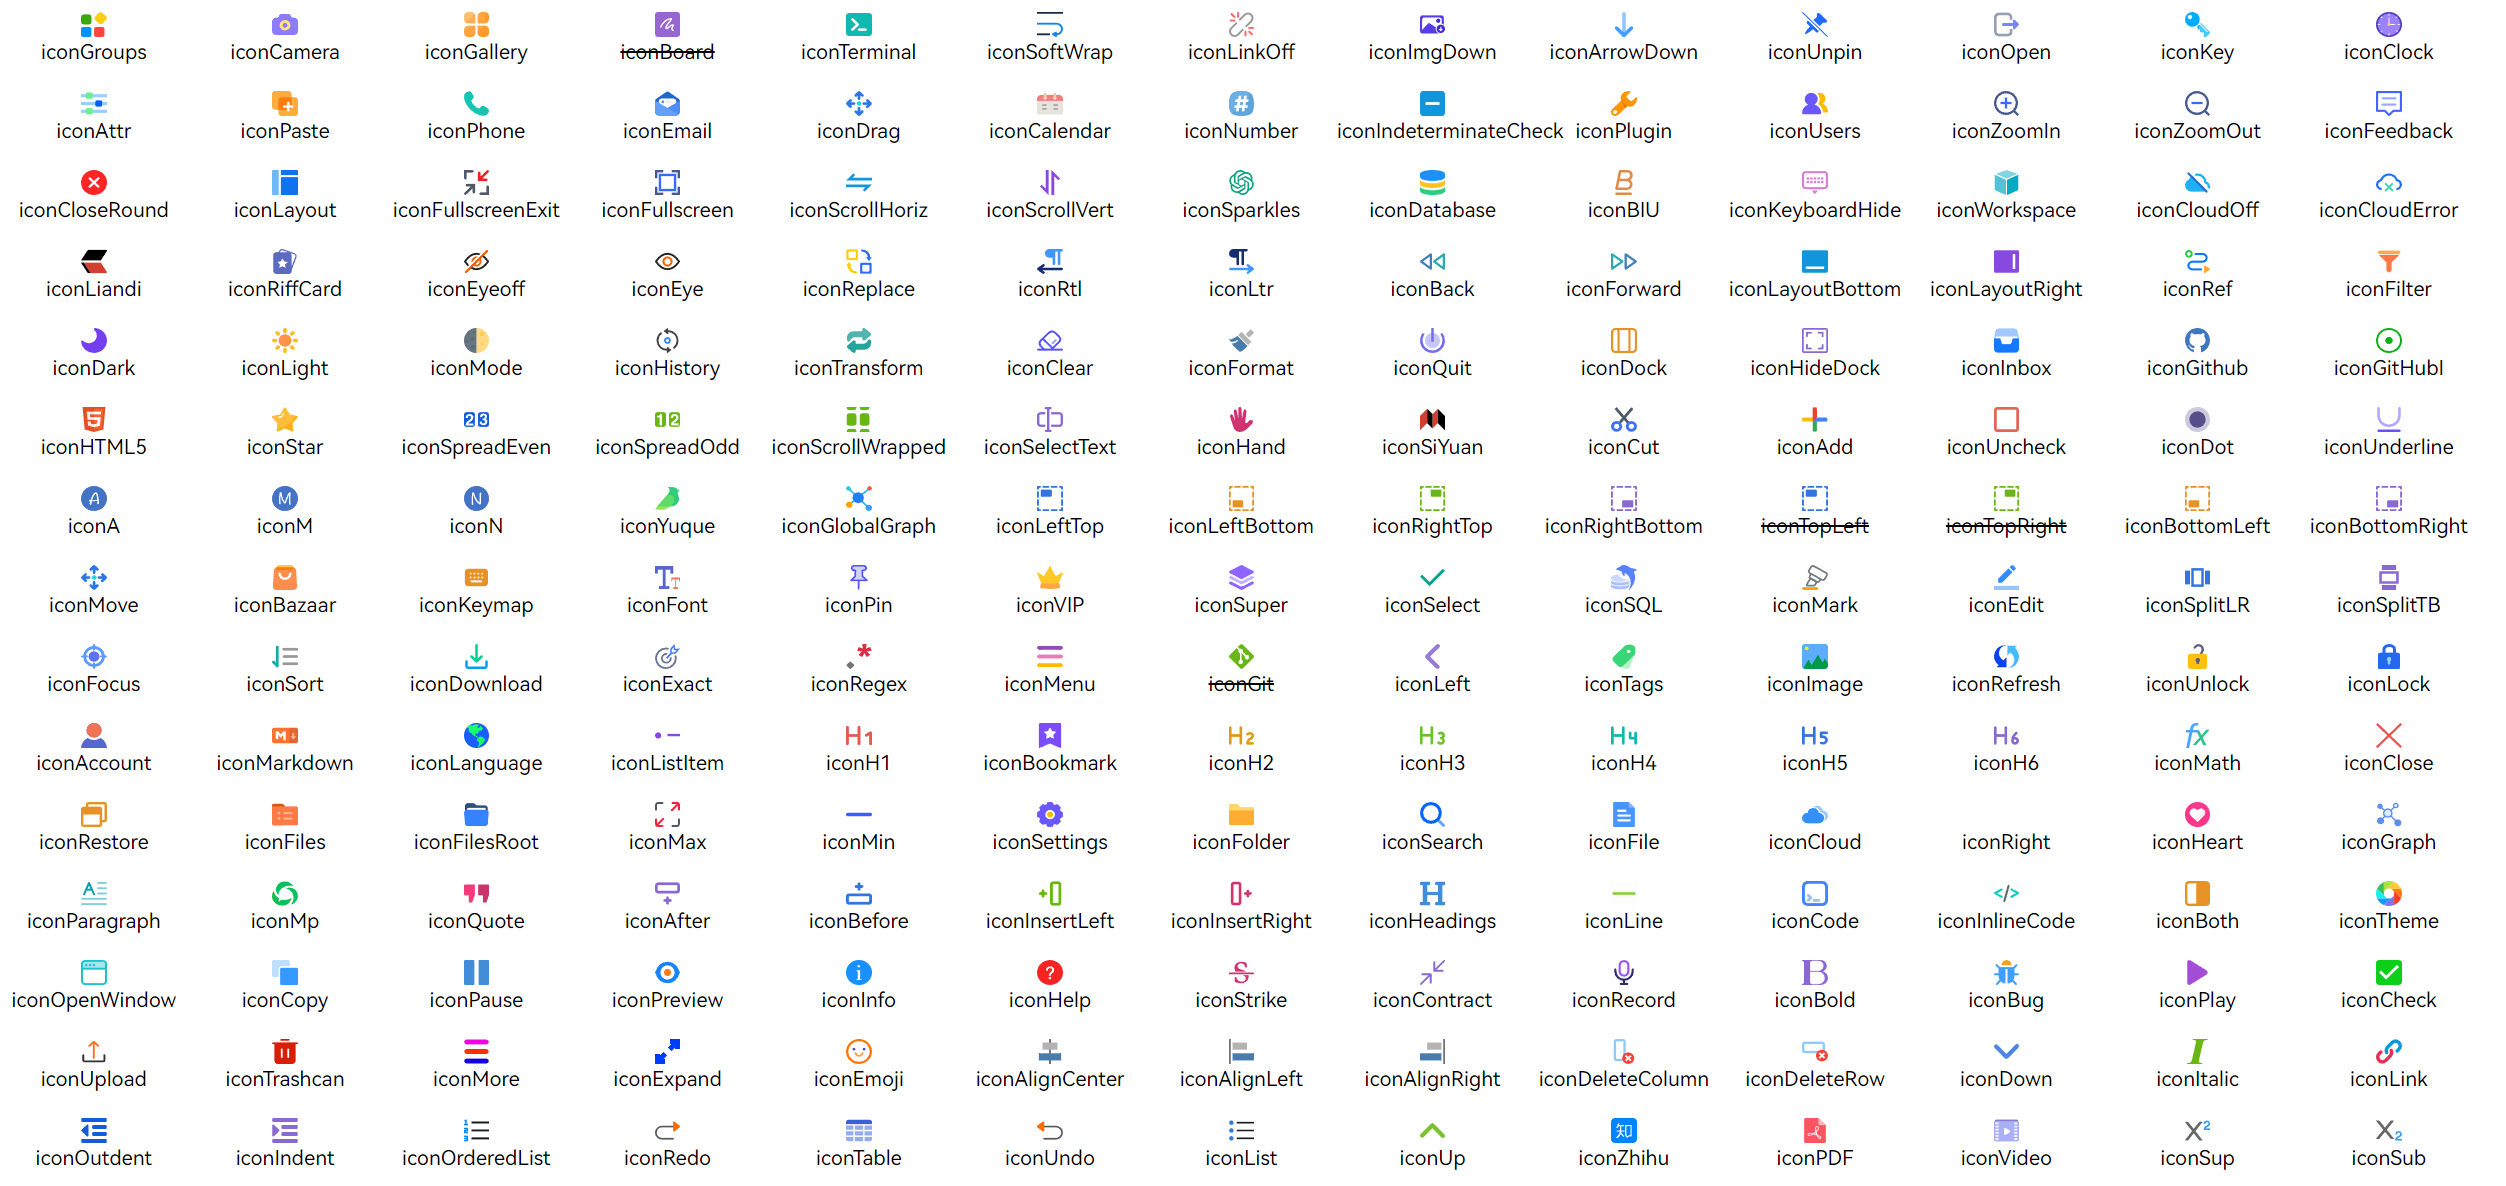 iconGroups iconCamera iconGallery iconBoard iconTerminal iconSoftWrap iconLinkOff iconImgDown iconArrowDown iconUnpin iconOpen iconKey iconClock
iconAttr iconPaste iconPhone iconEmail iconDrag iconCalendar iconNumber iconIndeterminateCheck iconPlugin iconUsers iconZoomIn iconZoomOut iconFeedback
iconCloseRound iconLayout iconFullscreenExit iconFullscreen iconScrollHoriz iconScrollVert iconSparkles iconDatabase iconBIU iconKeyboardHide iconWorkspace iconCloudOff iconCloudError
iconLiandi iconRiffCard iconEyeoff iconEye iconReplace iconRtl iconLtr iconBack iconForward iconLayoutBottom iconLayoutRight iconRef iconFilter
iconDark iconLight iconMode iconHistory iconTransform iconClear iconFormat iconQuit iconDock iconHideDock iconInbox iconGithub iconGitHubI
iconHTML5 iconStar iconSpreadEven iconSpreadOdd iconScrollWrapped iconSelectText iconHand iconSiYuan iconCut iconAdd iconUncheck iconDot iconUnderline
iconA iconM iconN iconYuque iconGlobalGraph iconLeftTop iconLeftBottom iconRightTop iconRightBottom iconTopLeft iconTopRight iconBottomLeft iconBottomRight
iconMove iconBazaar iconKeymap iconFont iconPin iconVIP iconSuper iconSelect iconSQL iconMark iconEdit iconSplitLR iconSplitTB
iconFocus iconSort iconDownload iconExact iconRegex iconMenu iconGit iconLeft iconTags iconImage iconRefresh iconUnlock iconLock
iconAccount iconMarkdown iconLanguage iconListItem iconH1 iconBookmark iconH2 iconH3 iconH4 iconH5 iconH6 iconMath iconClose
iconRestore iconFiles iconFilesRoot iconMax iconMin iconSettings iconFolder iconSearch iconFile iconCloud iconRight iconHeart iconGraph
iconParagraph iconMp iconQuote iconAfter iconBefore iconInsertLeft iconInsertRight iconHeadings iconLine iconCode iconInlineCode iconBoth iconTheme
iconOpenWindow iconCopy iconPause iconPreview iconInfo iconHelp iconStrike iconContract iconRecord iconBold iconBug iconPlay iconCheck
iconUpload iconTrashcan iconMore iconExpand iconEmoji iconAlignCenter iconAlignLeft iconAlignRight iconDeleteColumn iconDeleteRow iconDown iconItalic iconLink
iconOutdent iconIndent iconOrderedList iconRedo iconTable iconUndo iconList iconUp iconZhihu iconPDF iconVideo iconSup iconSub